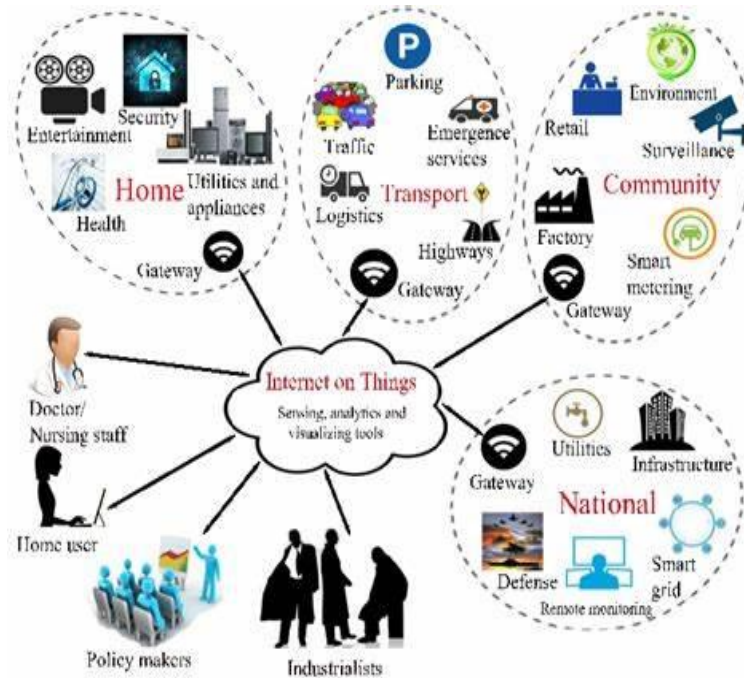 P
Parking
Security
Entertainment
Traffic
Emergence
services
Environment
Retail
Surveillance
Home
Utilities and
appliances
Health
Logistics
Transport
Highways
Community
Factory
Smart
metering
Gateway
Gateway
Gateway
Internet on Things
Sensing, analytics and
visualizing tools
Doctor/
Nursing staff
Home user
Policy makers
Industrialists
Gateway
Utilities
Infrastructure
National
Defense
Remote monitoring
Smart
grid